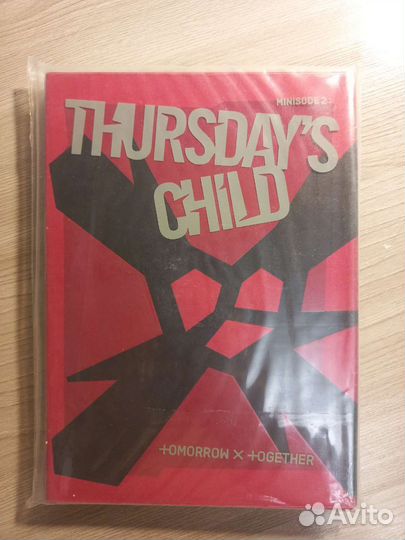 MINISODE 2:
THURSDAY'S
CHiLD
TOMORROW X TOGETHER
Avito